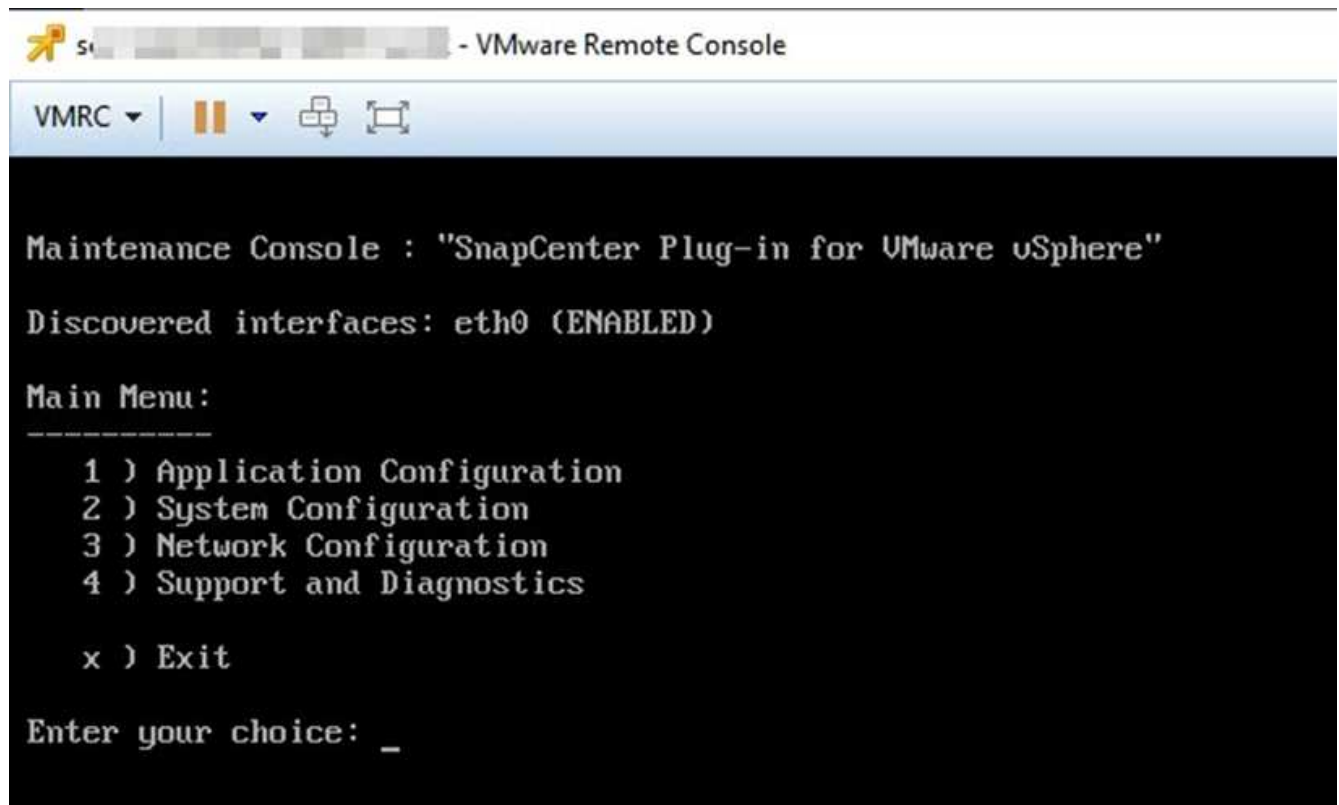 - VMware Remote Console
VMRC
Maintenance Console : "SnapCenter Plug-in for VMware vSphere"
Discovered interfaces: eth0 (ENABLED)
Main Menu:
----------
1 ) Application Configuration
2 ) System Configuration
3 ) Network Configuration
4 ) Support and Diagnostics
x ) Exit
Enter your choice: _